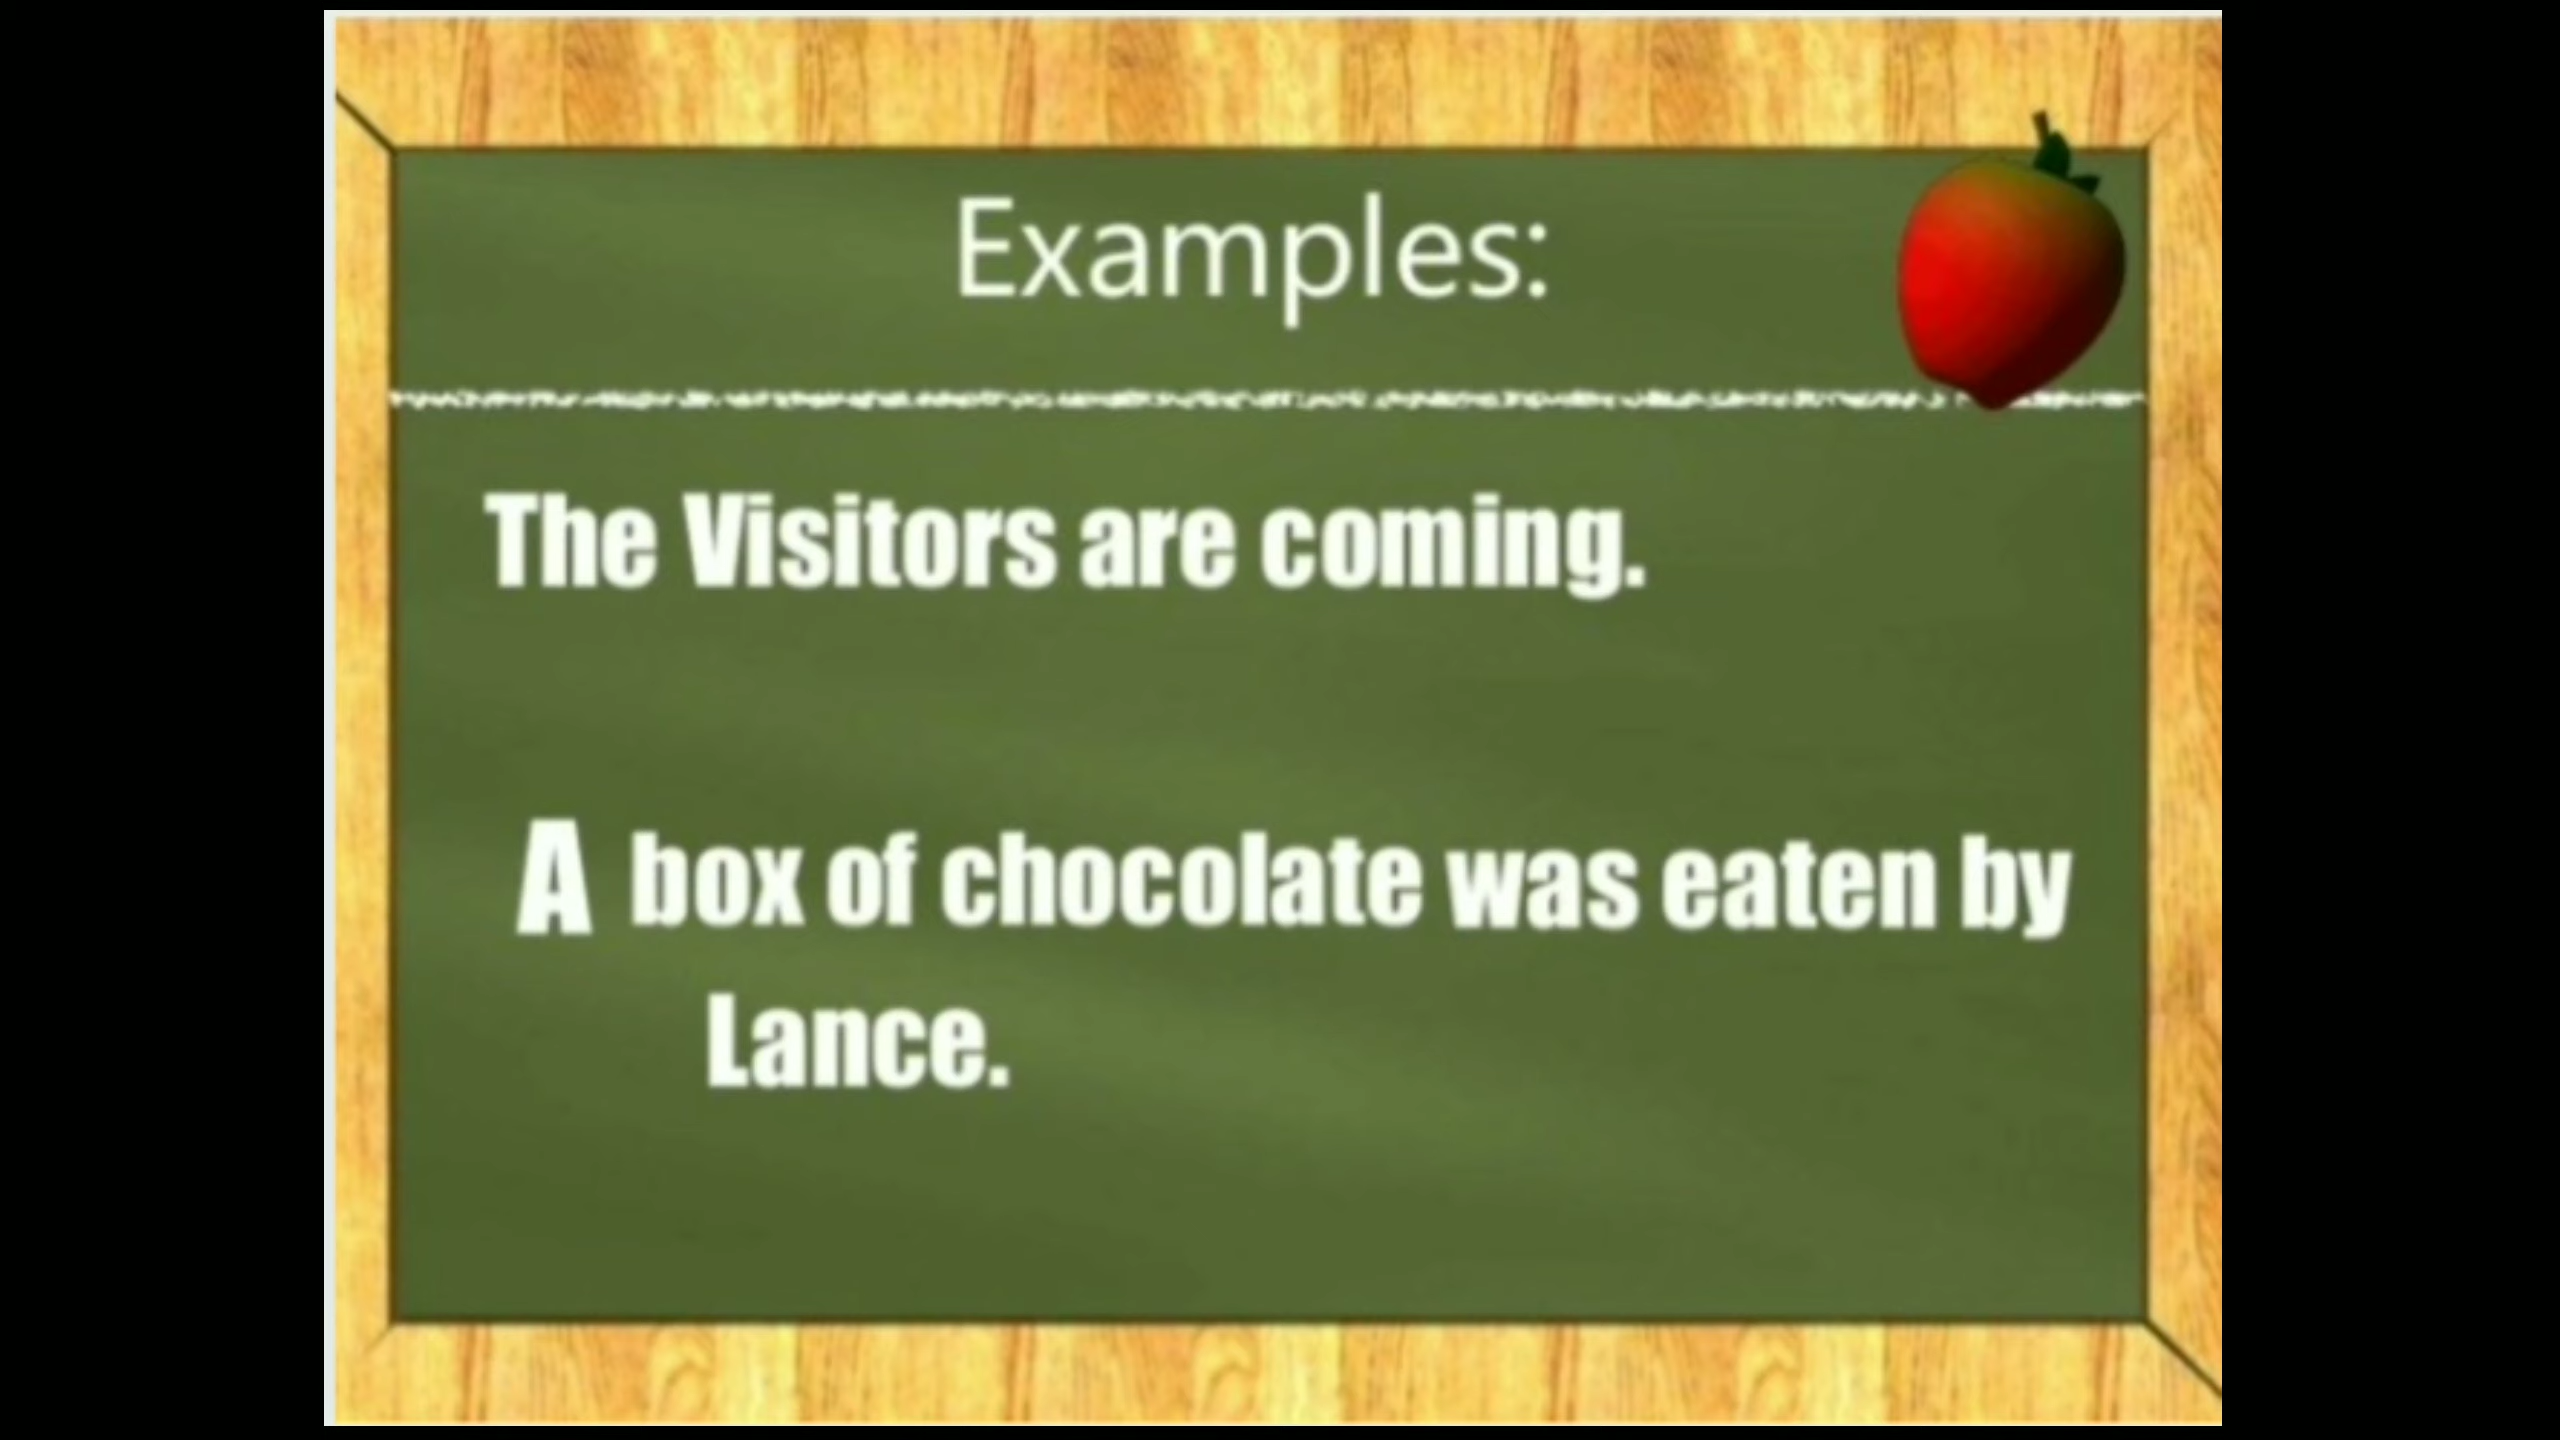 Examples:
The Visitors are coming.
A box of chocolate was eaten by
Lance.